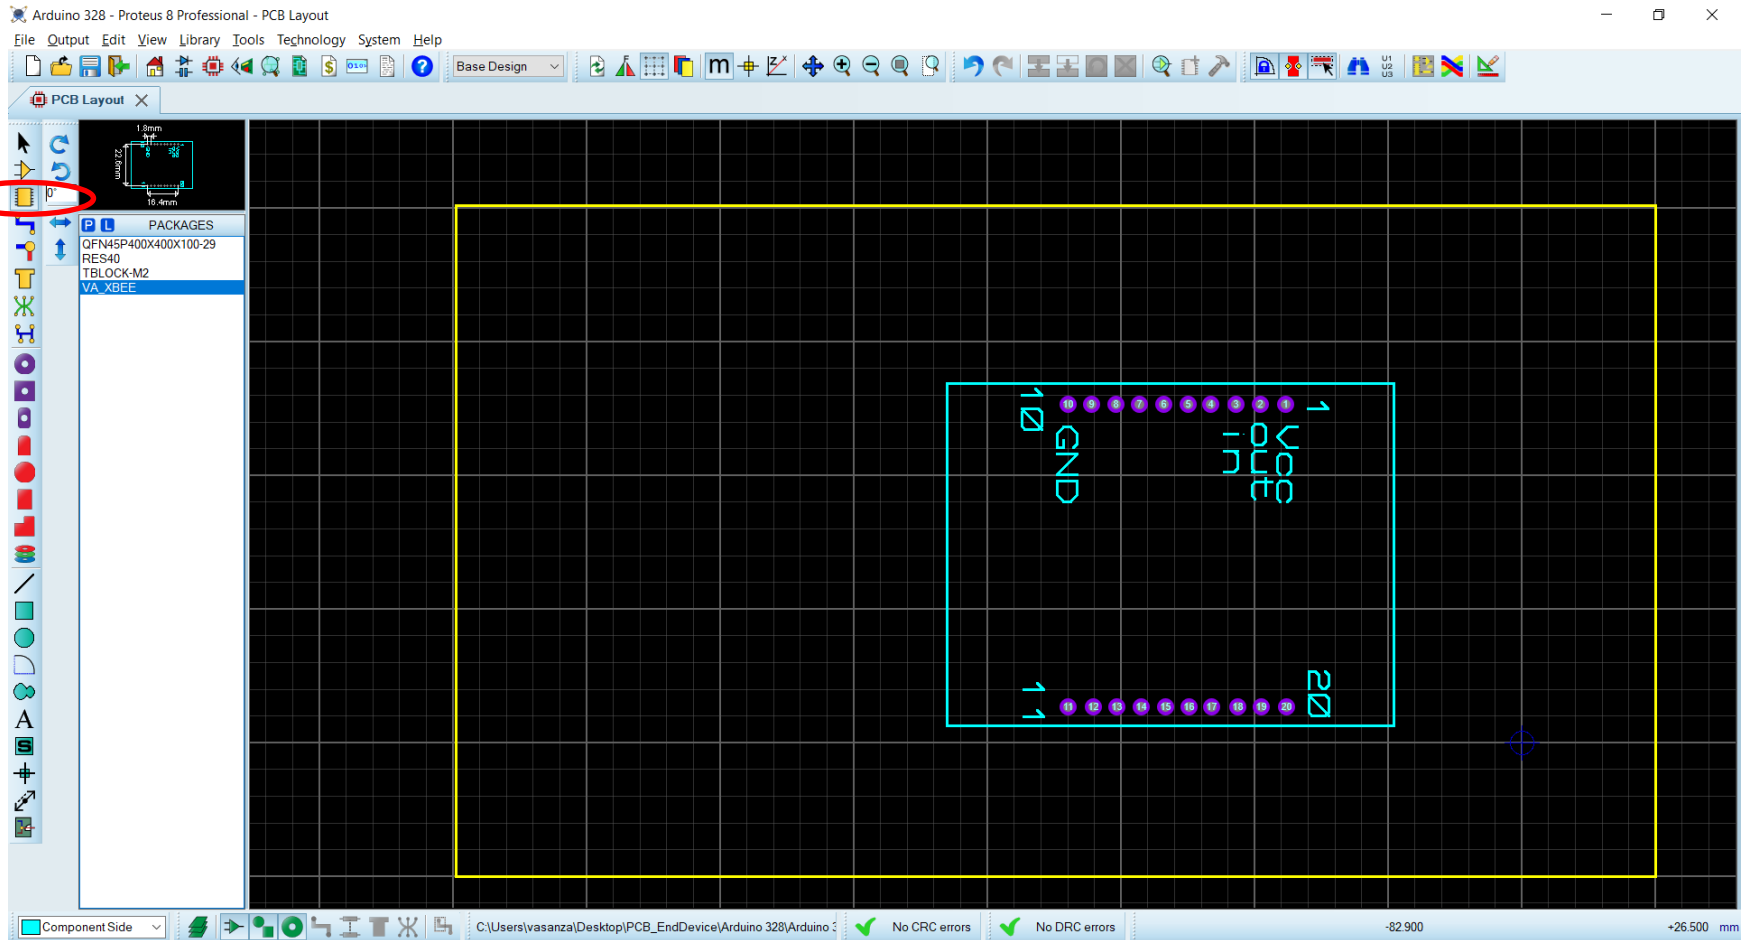 Arduino 328 - Proteus 8 Professional - PCB Layout
File Output Edit View Library Tools Technology System Help
Base Design
PCB Layout
0°
1.8mm
22.6mm
16.4mm
P L PACKAGES
QFN45P400X400X100-29
RES40
TBLOCK-M2
VA_XBEE
10 10 9 8 7 6 5 4 3 2 1 1
GND
Vcc
11 11 12 13 14 15 16 17 18 19 20 20
A
S
Component Side
C:\Users\vasanza\Desktop\PCB_EndDevice\Arduino 328\Arduino
No CRC errors
No DRC errors
-82.900
+26.500 mm